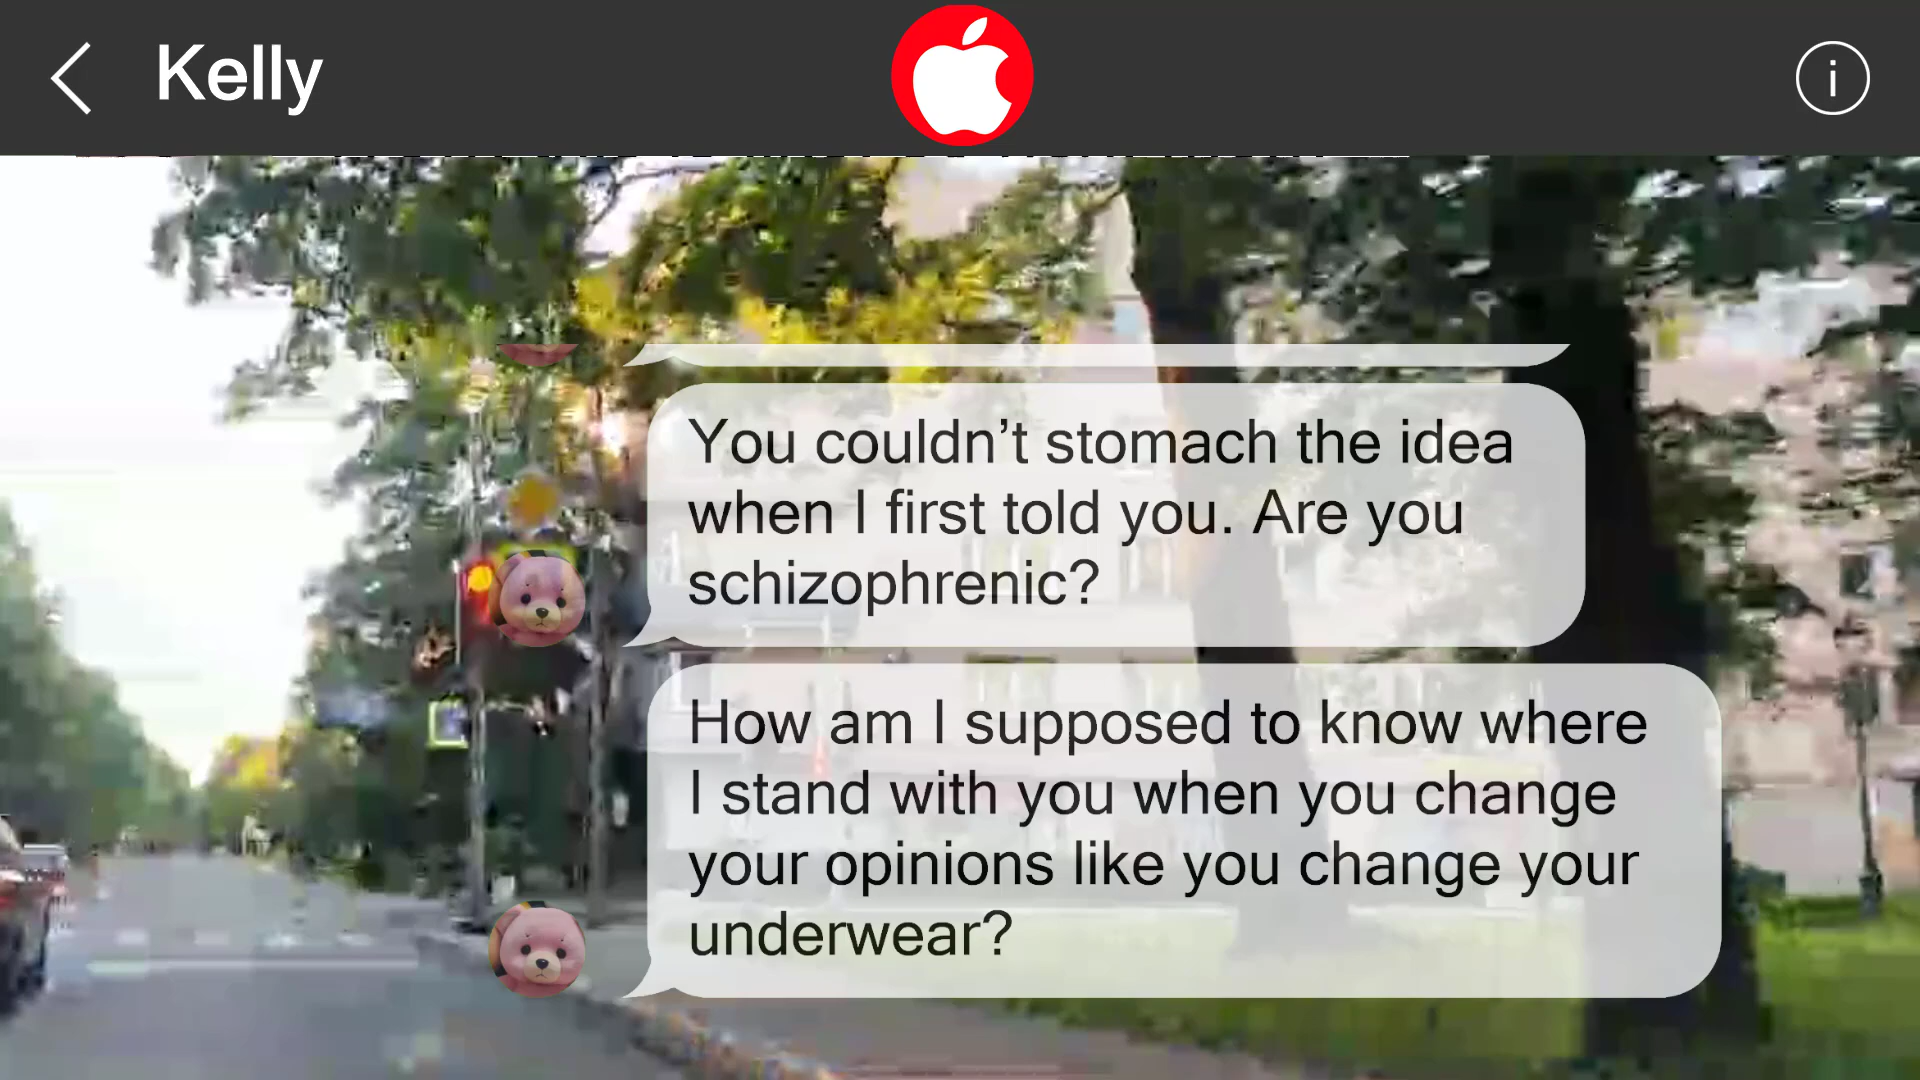 Kelly
You couldn’t stomach the idea
when I first told you. Are you
schizophrenic?
How am I supposed to know where
I stand with you when you change
your opinions like you change your
underwear?